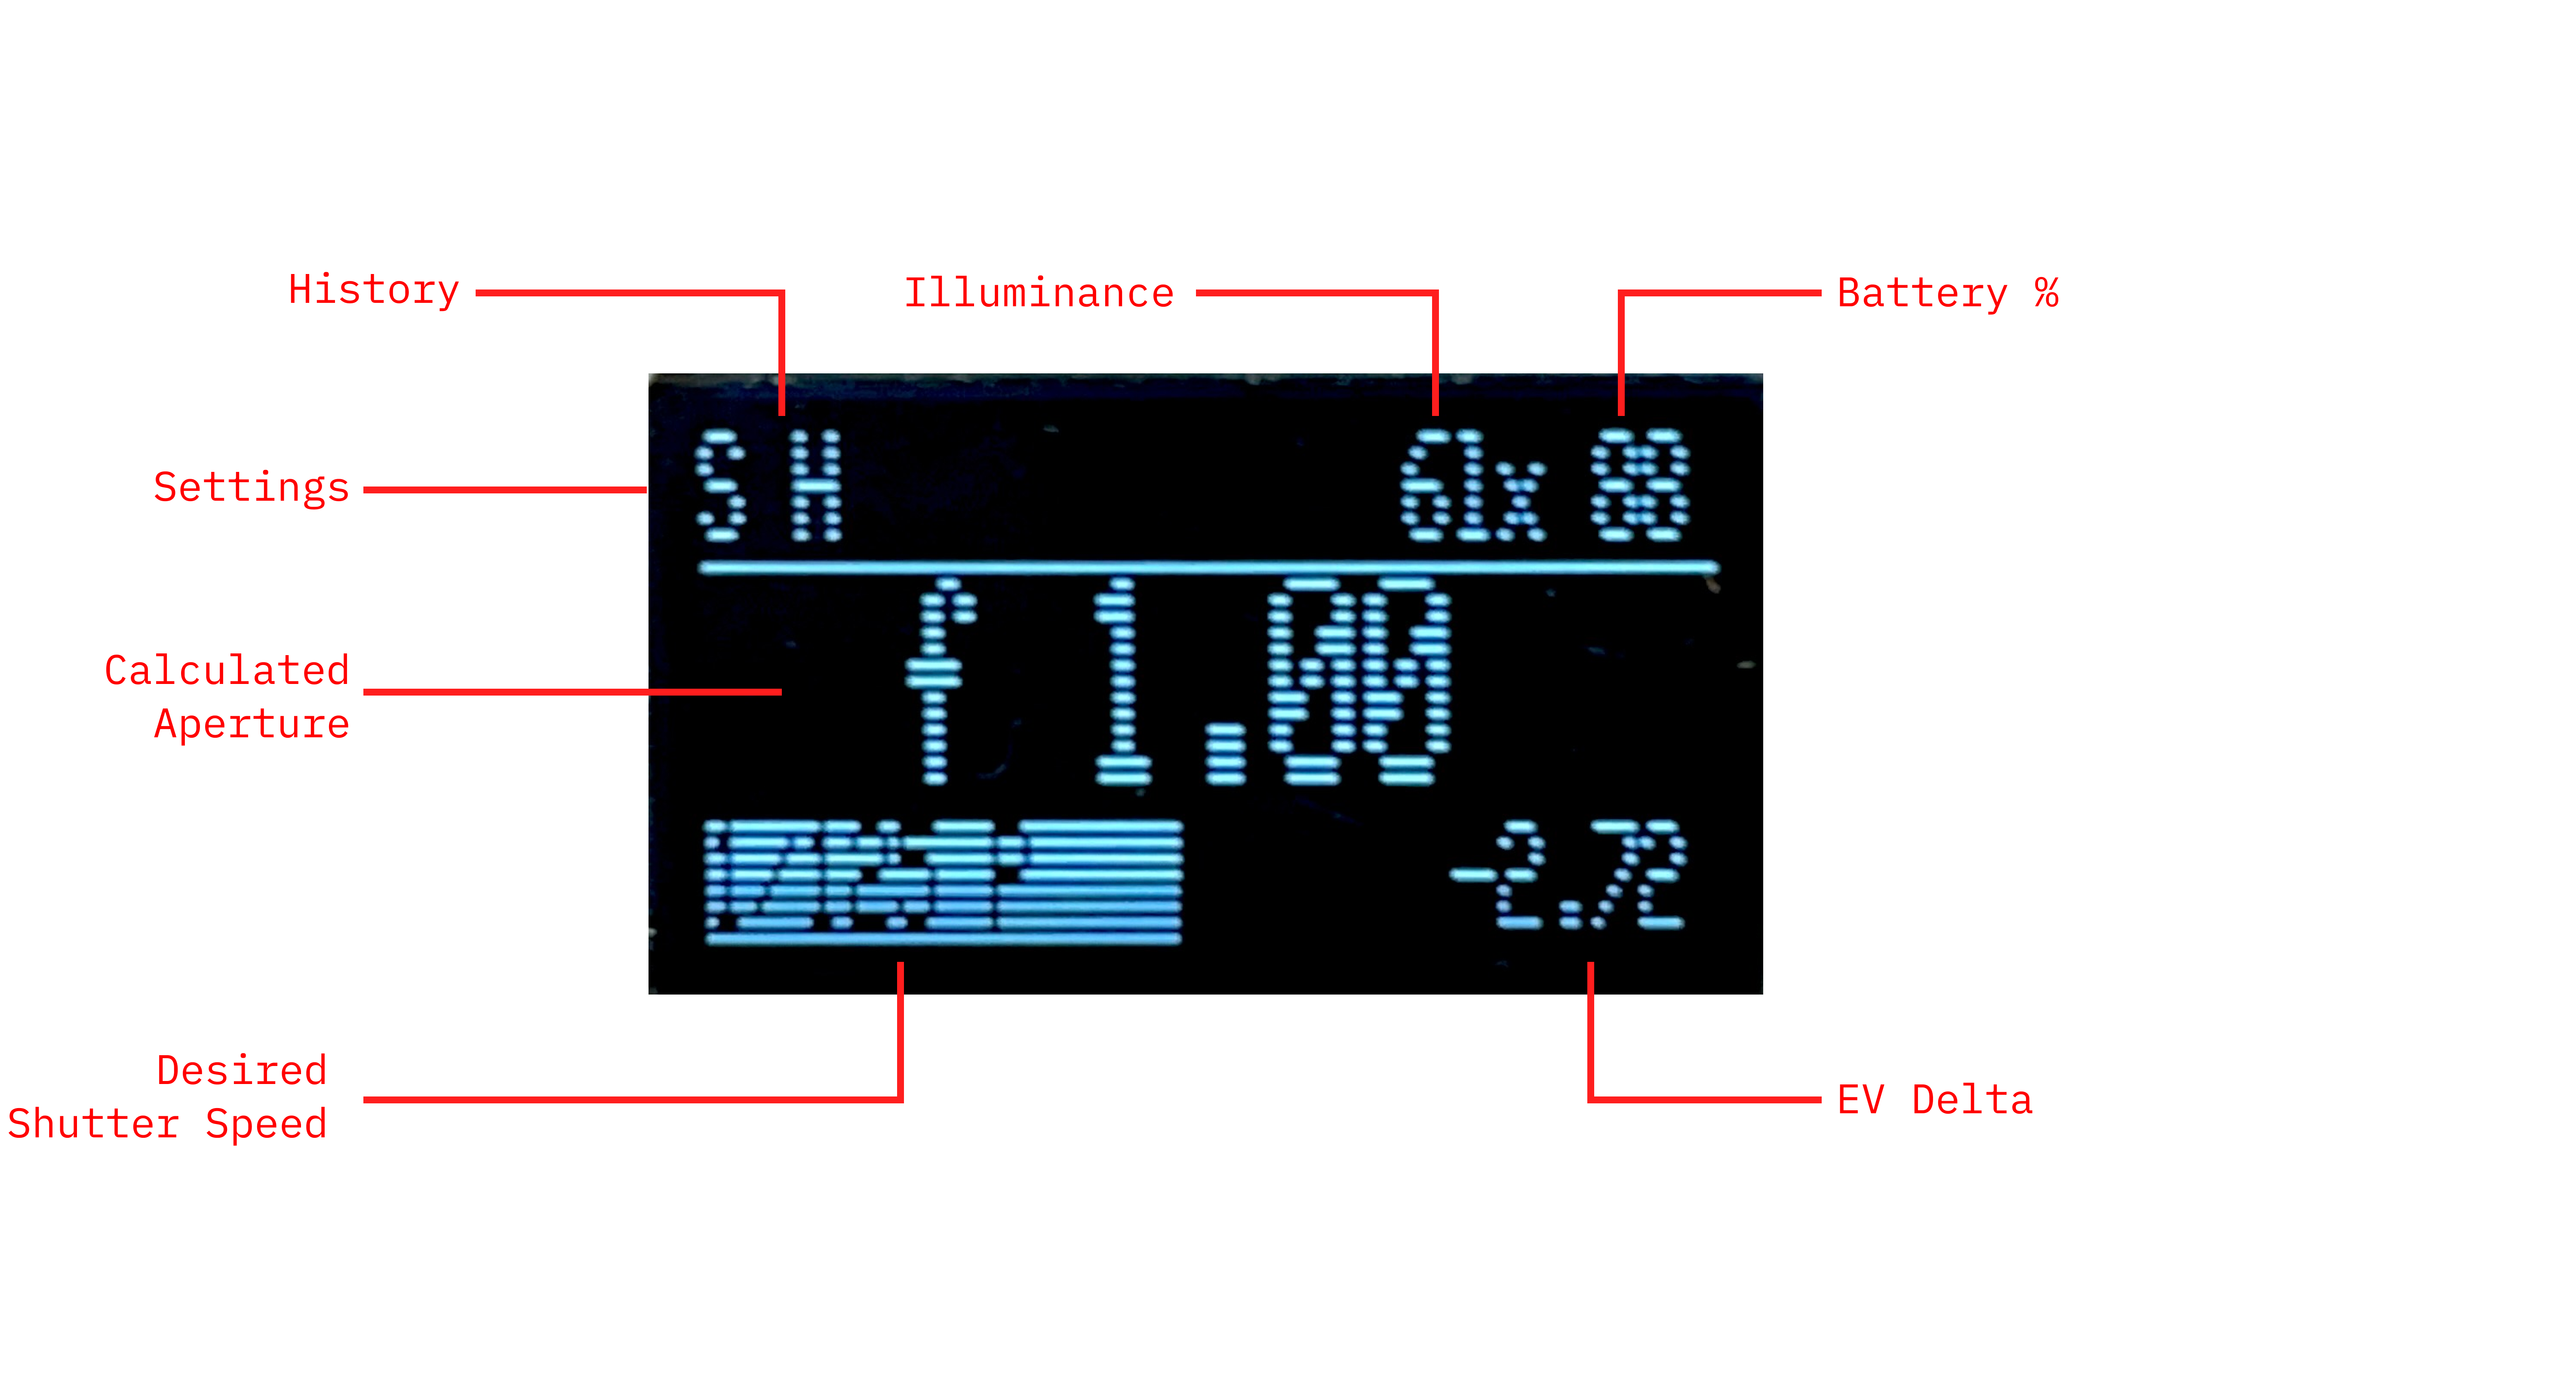 History
Illuminance
Battery %
Settings
S H
6lx 88
Calculated
Aperture
f 1.00
-2.72
Desired
Shutter Speed
EV Delta